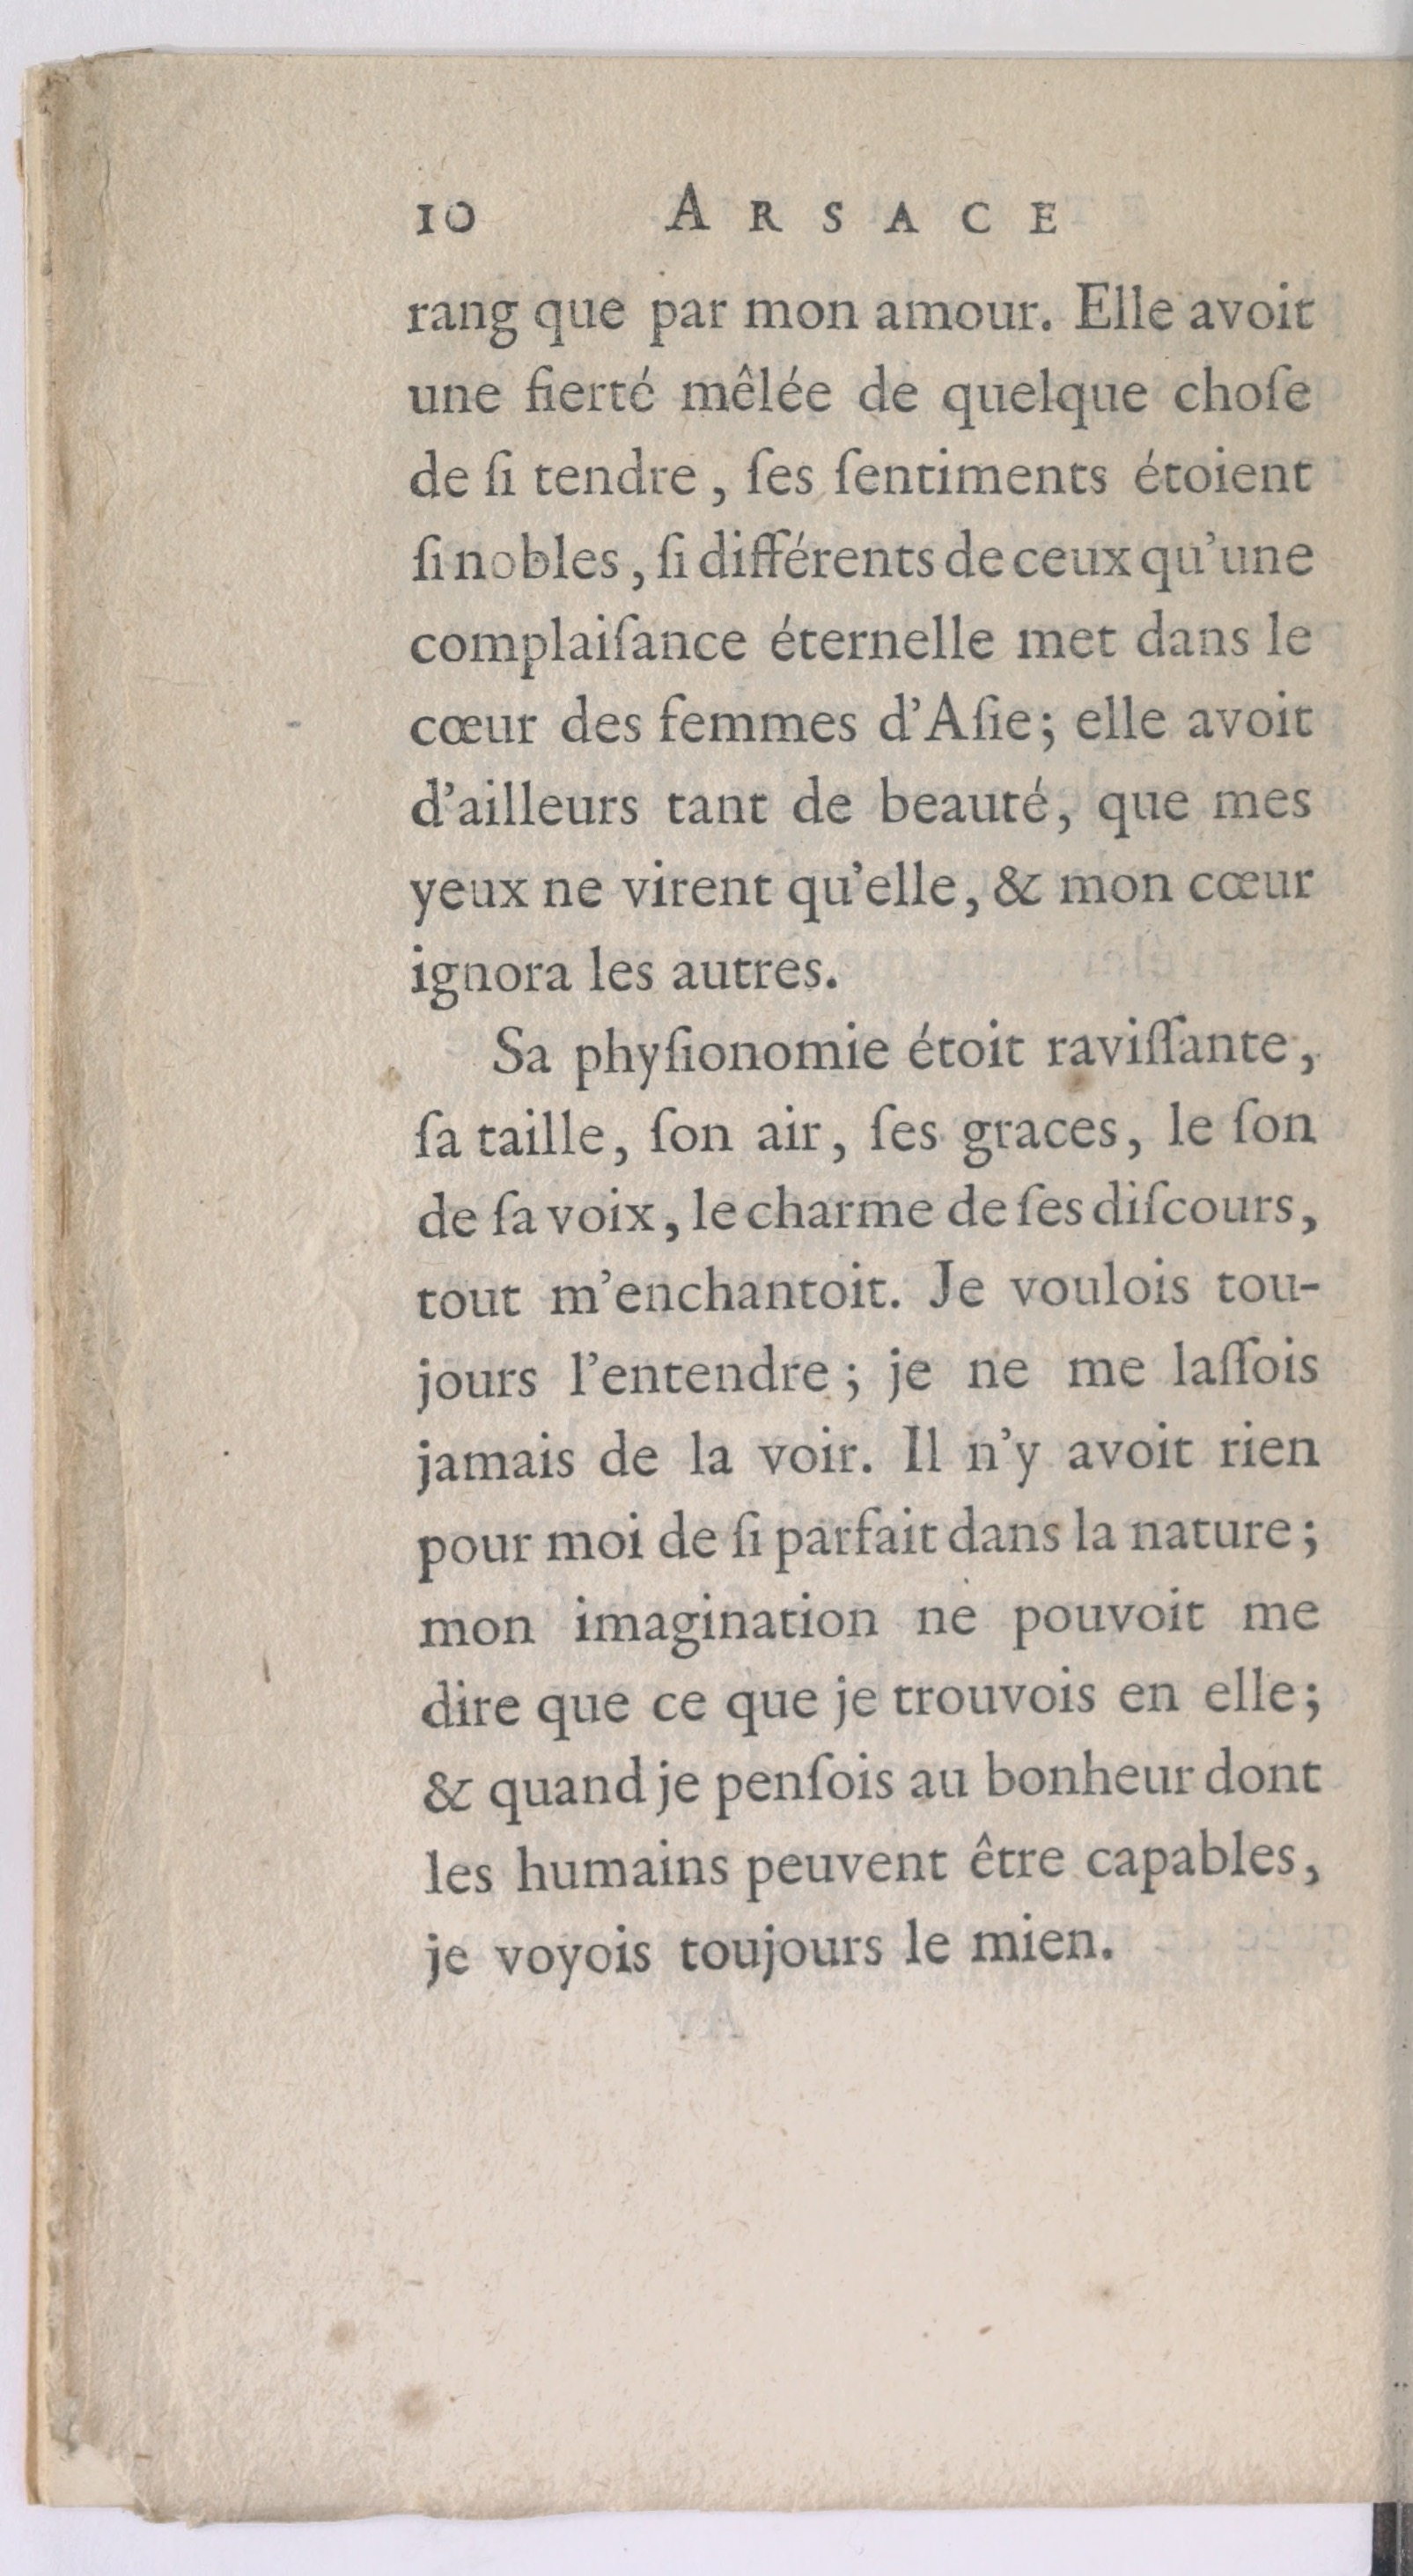 10 ARSACE
rang que par mon amour. Elle avoit
une fierté mêlée de quelque choſe
de ſi tendre, ſes ſentiments étoient
ſi nobles, ſi différents de ceux qu'une
complaiſance éternelle met dans le
cœur des femmes d'Aſie; elle avoit
d'ailleurs tant de beauté, que mes
yeux ne virent qu'elle, & mon cœur
ignora les autres.
Sa phyſionomie étoit raviſſante,
ſa taille, ſon air, ſes graces, le ſon
de ſa voix, le charme de ſes diſcours,
tout m'enchantoit. Je voulois tou-
jours l'entendre; je ne me laſſois
jamais de la voir. Il n'y avoit rien
pour moi de ſi parfait dans la nature;
mon imagination ne pouvoit me
dire que ce que je trouvois en elle;
& quand je penſois au bonheur dont
les humains peuvent être capables,
je voyois toujours le mien.